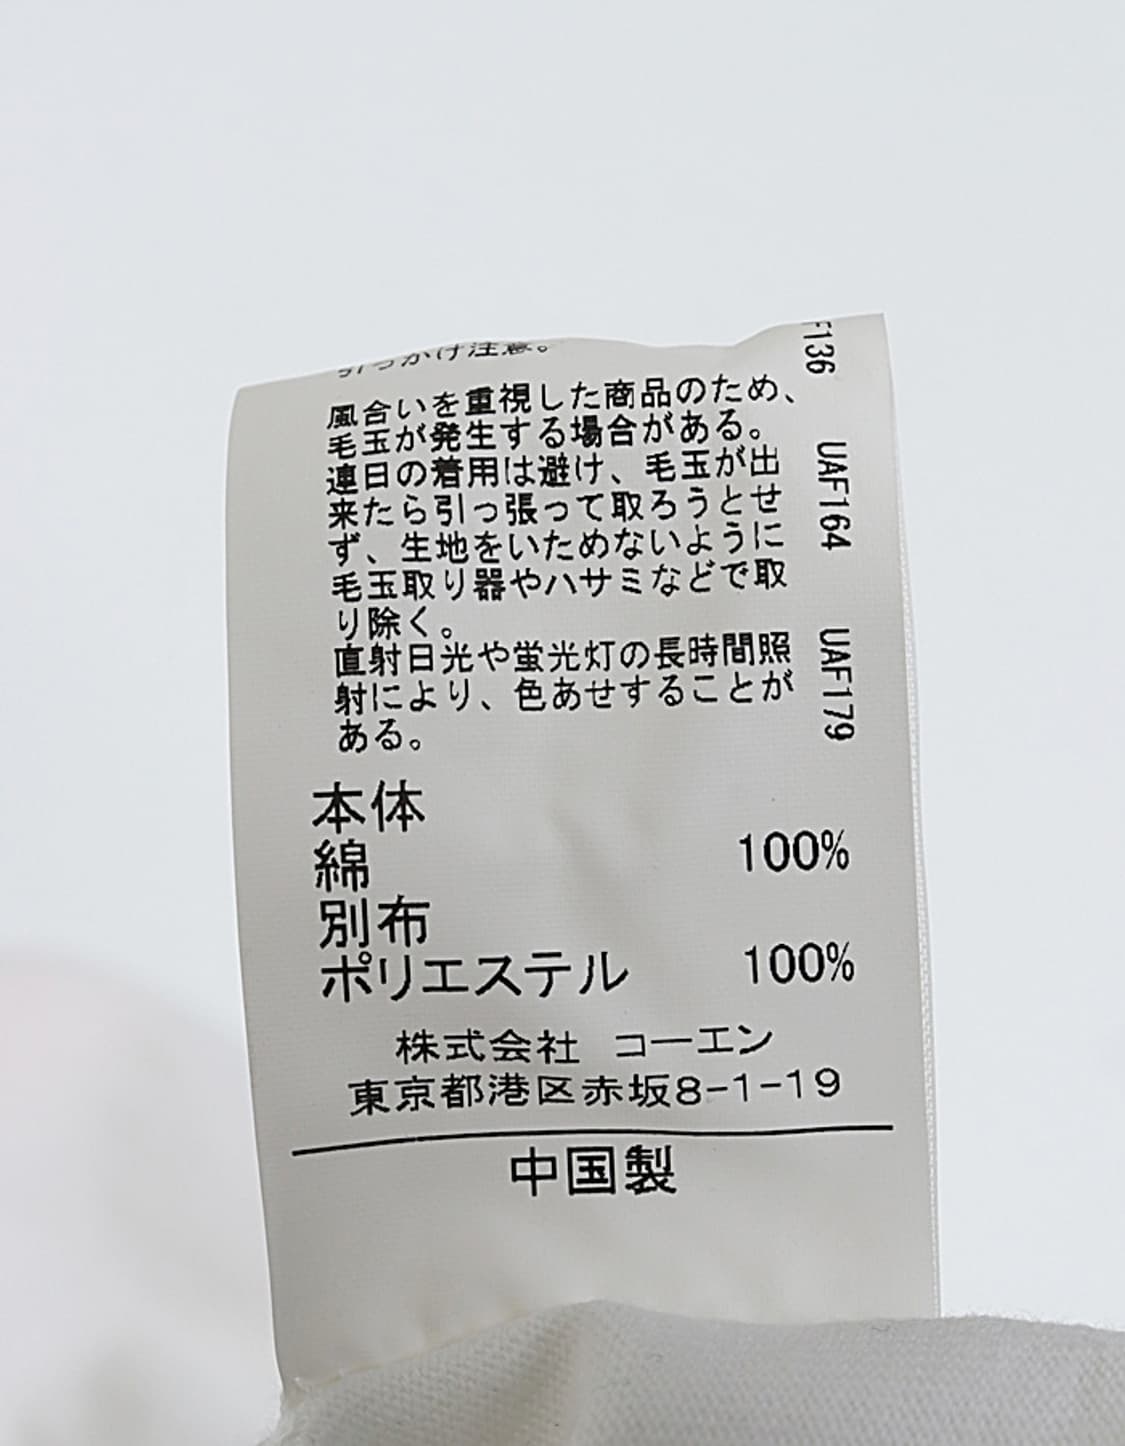 引っかけ注意。
風合いを重視した商品のため、
毛玉が発生する場合がある。
連日の着用は避け、毛玉が出
来たら引っ張って取ろうとせ
ず、生地をいためないように
毛玉取り器やハサミなどで取
り除く。
直射日光や蛍光灯の長時間照
射により、色あせすることが
ある。
F136 UAF164 UAF179
本体
綿 100%
別布
ポリエステル 100%
株式会社 コーエン
東京都港区赤坂8-1-19
中国製